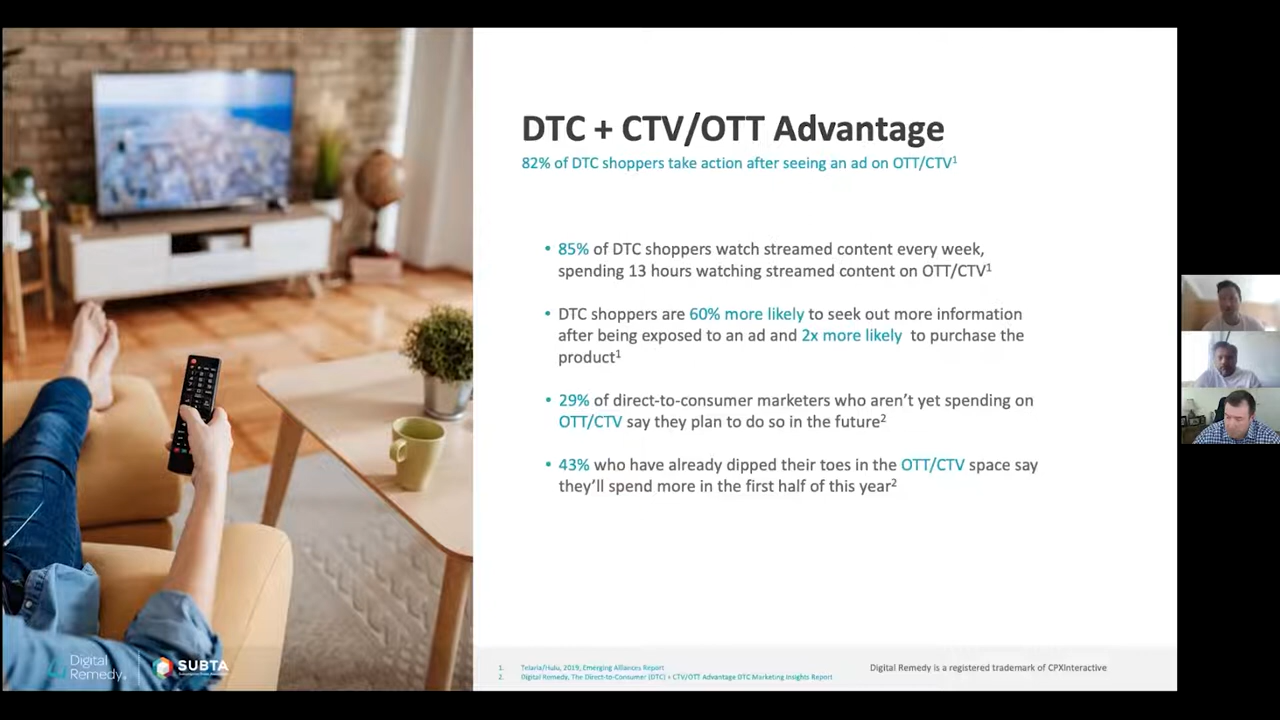 DTC + CTV/OTT Advantage
82% of DTC shoppers take action after seeing an ad on OTT/CTV¹
• 85% of DTC shoppers watch streamed content every week,
spending 13 hours watching streamed content on OTT/CTV¹
• DTC shoppers are 60% more likely to seek out more information
after being exposed to an ad and 2x more likely to purchase the
product¹
• 29% of direct-to-consumer marketers who aren’t yet spending on
OTT/CTV say they plan to do so in the future²
• 43% who have already dipped their toes in the OTT/CTV space say
they’ll spend more in the first half of this year²
Digital
Remedy
SUBTA
1. Telaria/Hulu, 2019, Emerging Alliances Report
2. Digital Remedy, The Direct-to-Consumer (DTC) + CTV/OTT Advantage DTC Marketing Insights Report
Digital Remedy is a registered trademark of CPXInteractive